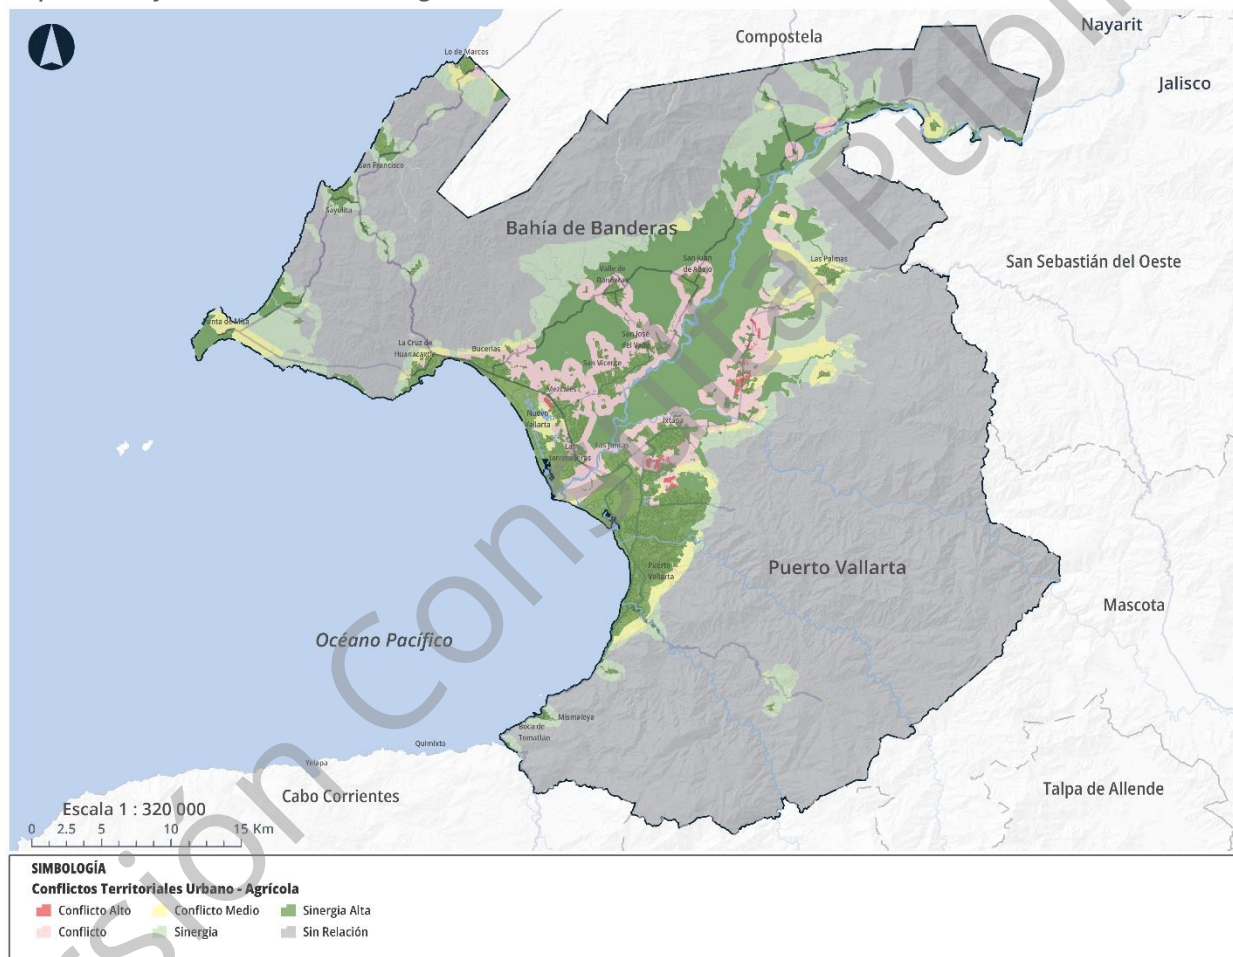 Nayarit
Compostela
Jalisco
Lo de Marcos
San Francisco
Sayulita
Bahía de Banderas
San Sebastián del Oeste
Valle de
Banderas
San Juan
de Abajo
Las Palmas
Punta de Mita
La Cruz de
Huanacaxtle
Bucerías
San José
del Valle
San Vicente
Mezcales
Nuevo
Vallarta
Ixtapa
Las Juntas
Jarretaderas
Puerto
Vallarta
Puerto Vallarta
Mascota
Océano Pacífico
Mismaloya
Boca de
Tomatlán
Quimixto
Yelapa
Cabo Corrientes
Talpa de Allende
Escala 1 : 320 000
0 2.5 5 10 15 Km
Versión Consulta Pública
SIMBOLOGÍA
Conflictos Territoriales Urbano - Agrícola
Conflicto Alto Conflicto Medio Sinergia Alta
Conflicto Sinergia Sin Relación